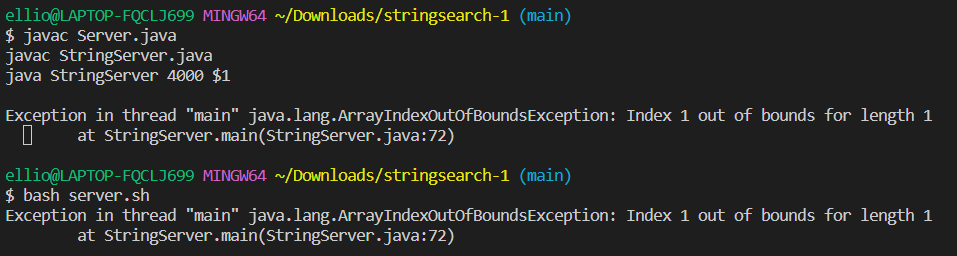 ellio@LAPTOP-FQCLJ699 MINGW64 ~/Downloads/stringsearch-1 (main)
$ javac Server.java
javac StringServer.java
java StringServer 4000 $1
Exception in thread "main" java.lang.ArrayIndexOutOfBoundsException: Index 1 out of bounds for length 1
at StringServer.main(StringServer.java:72)
ellio@LAPTOP-FQCLJ699 MINGW64 ~/Downloads/stringsearch-1 (main)
$ bash server.sh
Exception in thread "main" java.lang.ArrayIndexOutOfBoundsException: Index 1 out of bounds for length 1
at StringServer.main(StringServer.java:72)